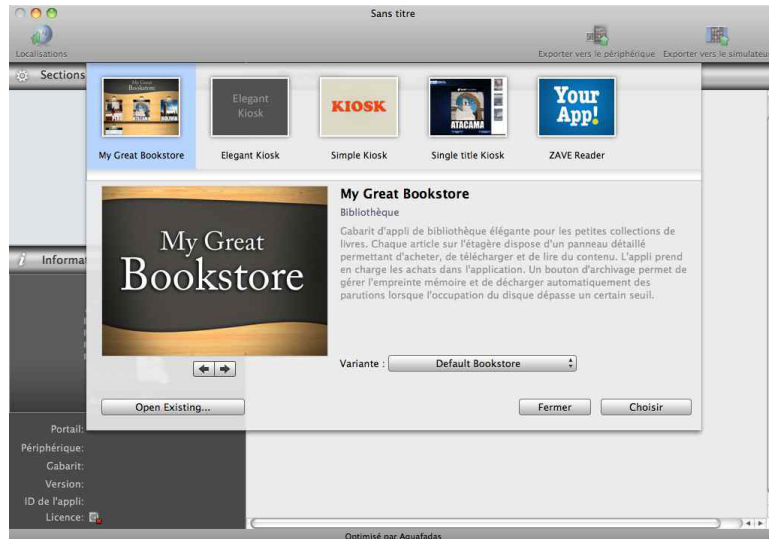 Sans titre
Localisations
Exporter vers le périphérique
Exporter vers le simulateu
Sections
My Great
Bookstore
ATACAMA
BOLIVIA
Elegant
Kiosk
KIOSK
ATACAMA
Your
App!
My Great Bookstore
Elegant Kiosk
Simple Kiosk
Single title Kiosk
ZAVE Reader
My Great
Bookstore
My Great Bookstore
Bibliothèque
Gabarit d'appli de bibliothèque élégante pour les petites collections de
livres. Chaque article sur l'étagère dispose d'un panneau détaillé
permettant d'acheter, de télécharger et de lire du contenu. L'appli prend
en charge les achats dans l'application. Un bouton d'archivage permet de
gérer l'empreinte mémoire et de décharger automatiquement des
parutions lorsque l'occupation du disque dépasse un certain seuil.
Informa
Variante :
Default Bookstore
Open Existing...
Fermer
Choisir
Portail:
Périphérique:
Gabarit:
Version:
ID de l'appli:
Licence:
Optimisé par Aquafadas